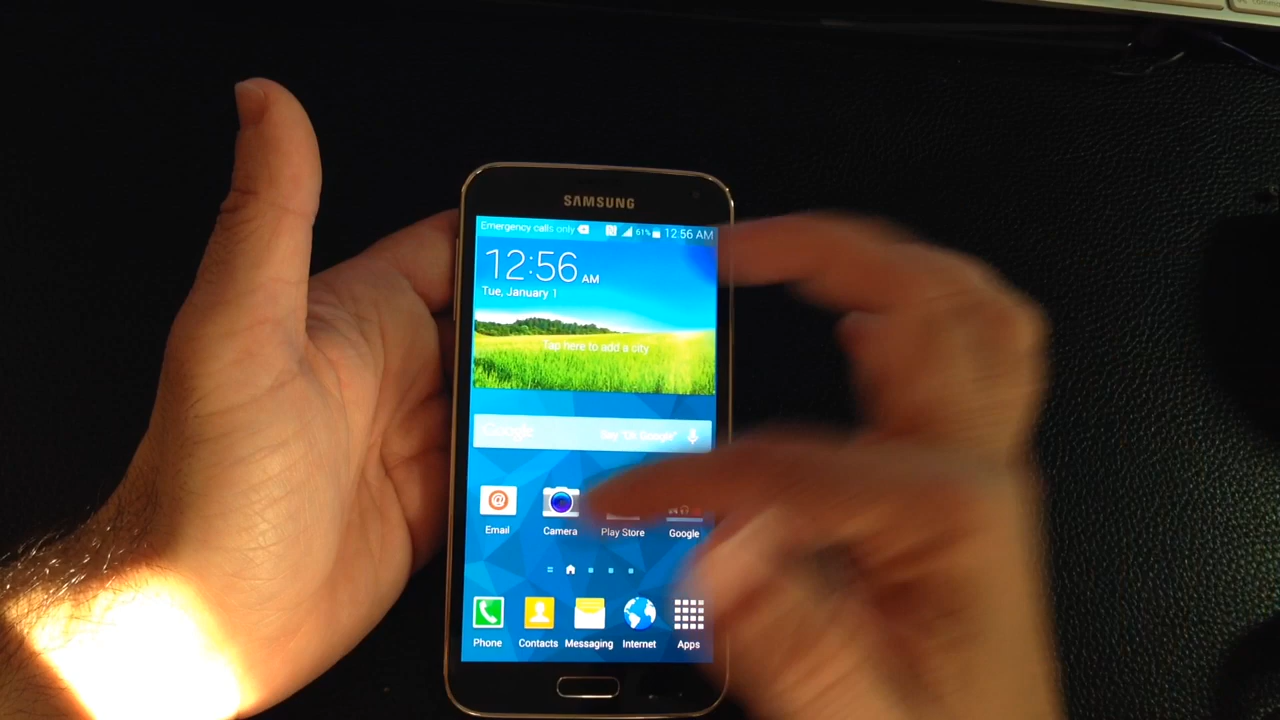 SAMSUNG
Emergency calls only 61% 12:56 AM
12:56 AM
Tue, January 1
Tap here to add a city
Google Say "Ok Google"
Email Camera Play Store Google
Phone Contacts Messaging Internet Apps